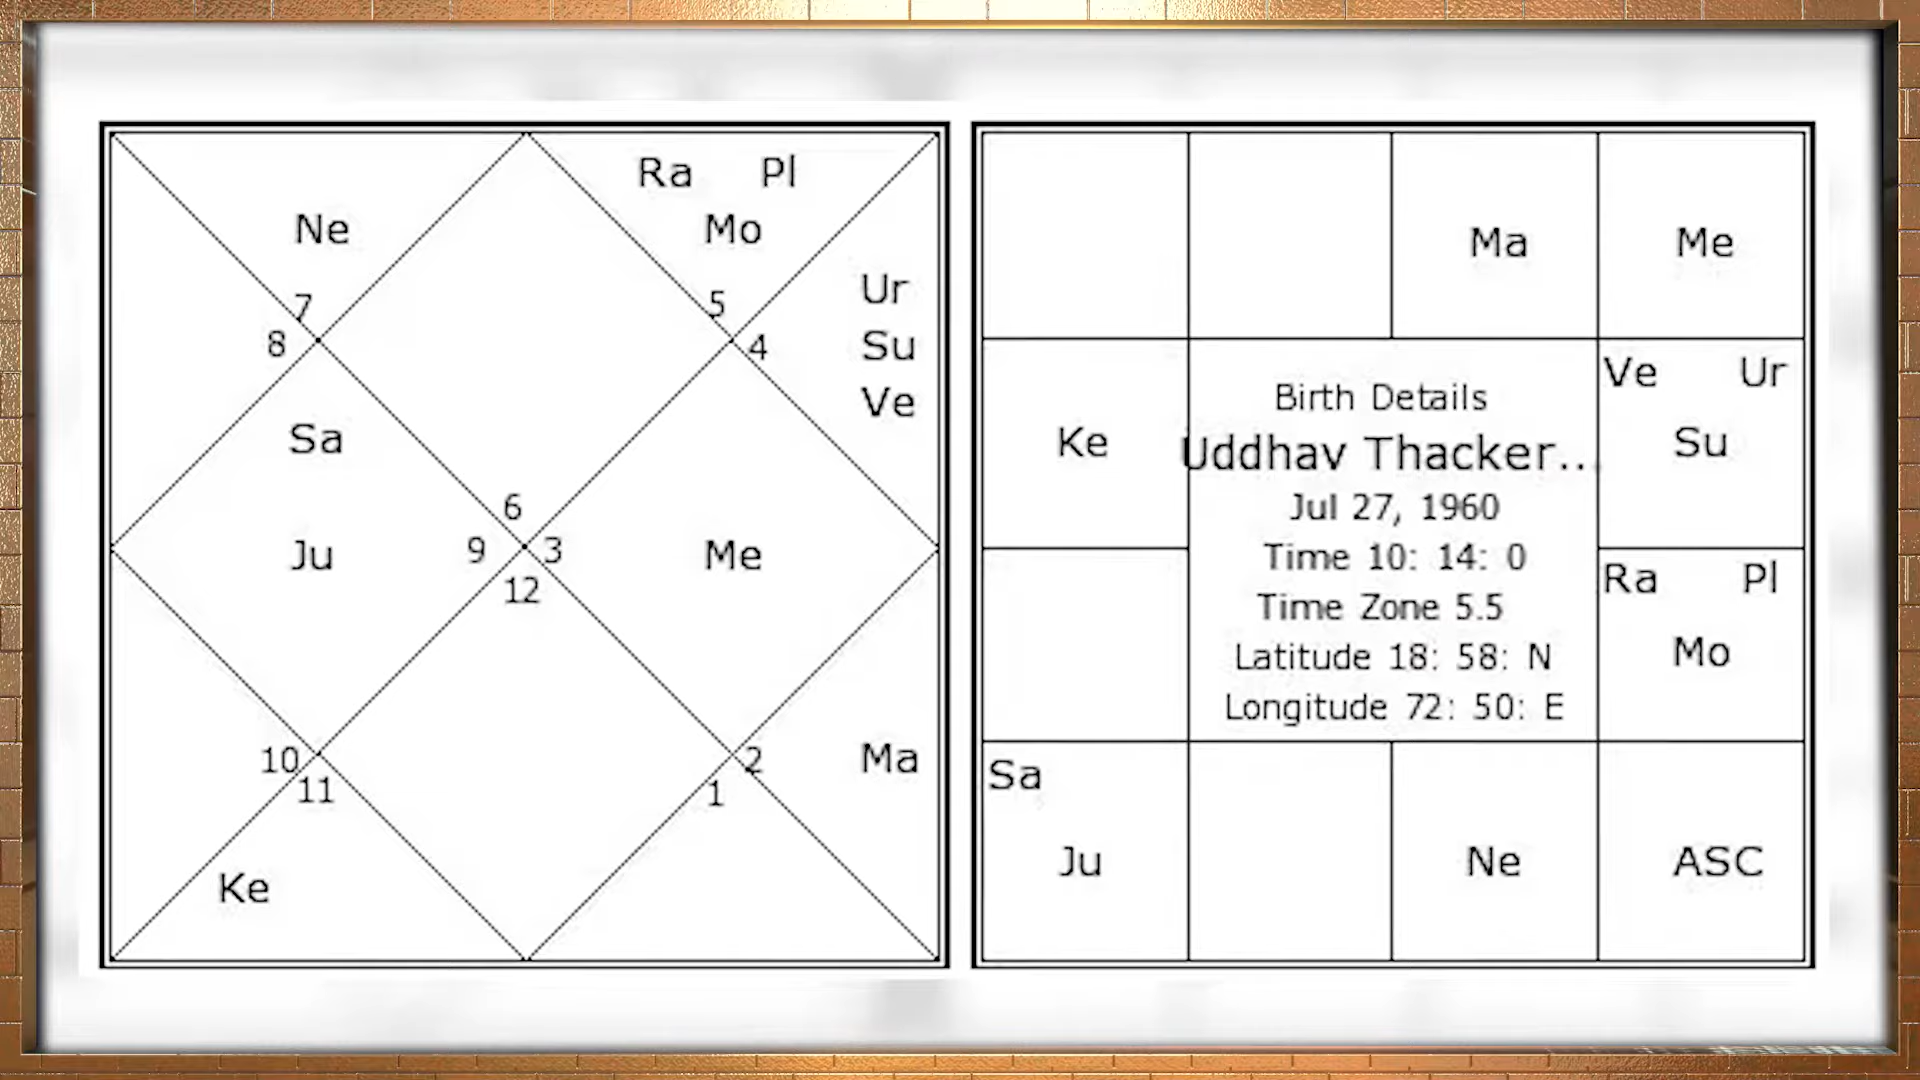 Ra Pl
Ne
Mo
Ur
7
5
8
4
Su
Ve
Sa
6
Ju
9
3
Me
12
10
2
Ma
11
1
Ke
Ma
Me
Ke
Birth Details
Uddhav Thacker...
Jul 27, 1960
Time 10: 14: 0
Time Zone 5.5
Latitude 18: 58: N
Longitude 72: 50: E
Ve Ur
Su
Ra Pl
Mo
Sa
Ju
Ne
ASC